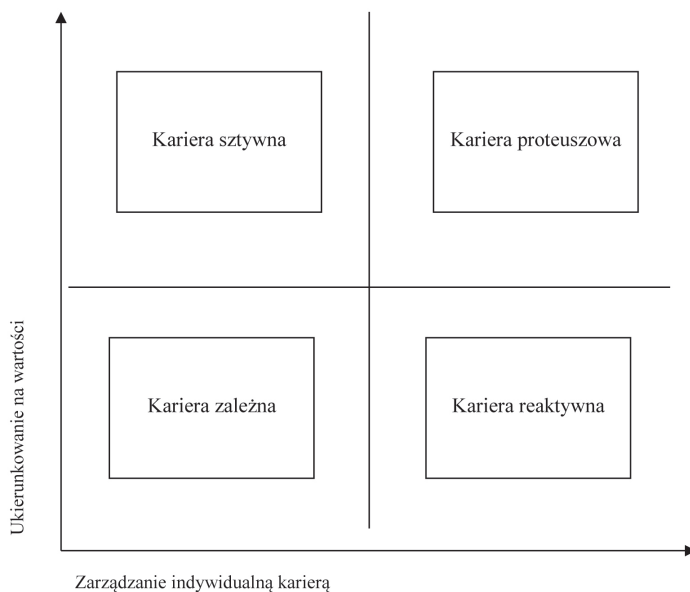 Kariera sztywna
Kariera proteuszowa
Kariera zależna
Kariera reaktywna
Ukierunkowanie na wartości
Zarządzanie indywidualną karierą